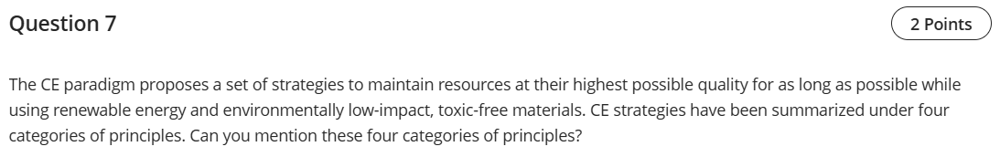 Question 7
2 Points
The CE paradigm proposes a set of strategies to maintain resources at their highest possible quality for as long as possible while
using renewable energy and environmentally low-impact, toxic-free materials. CE strategies have been summarized under four
categories of principles. Can you mention these four categories of principles?